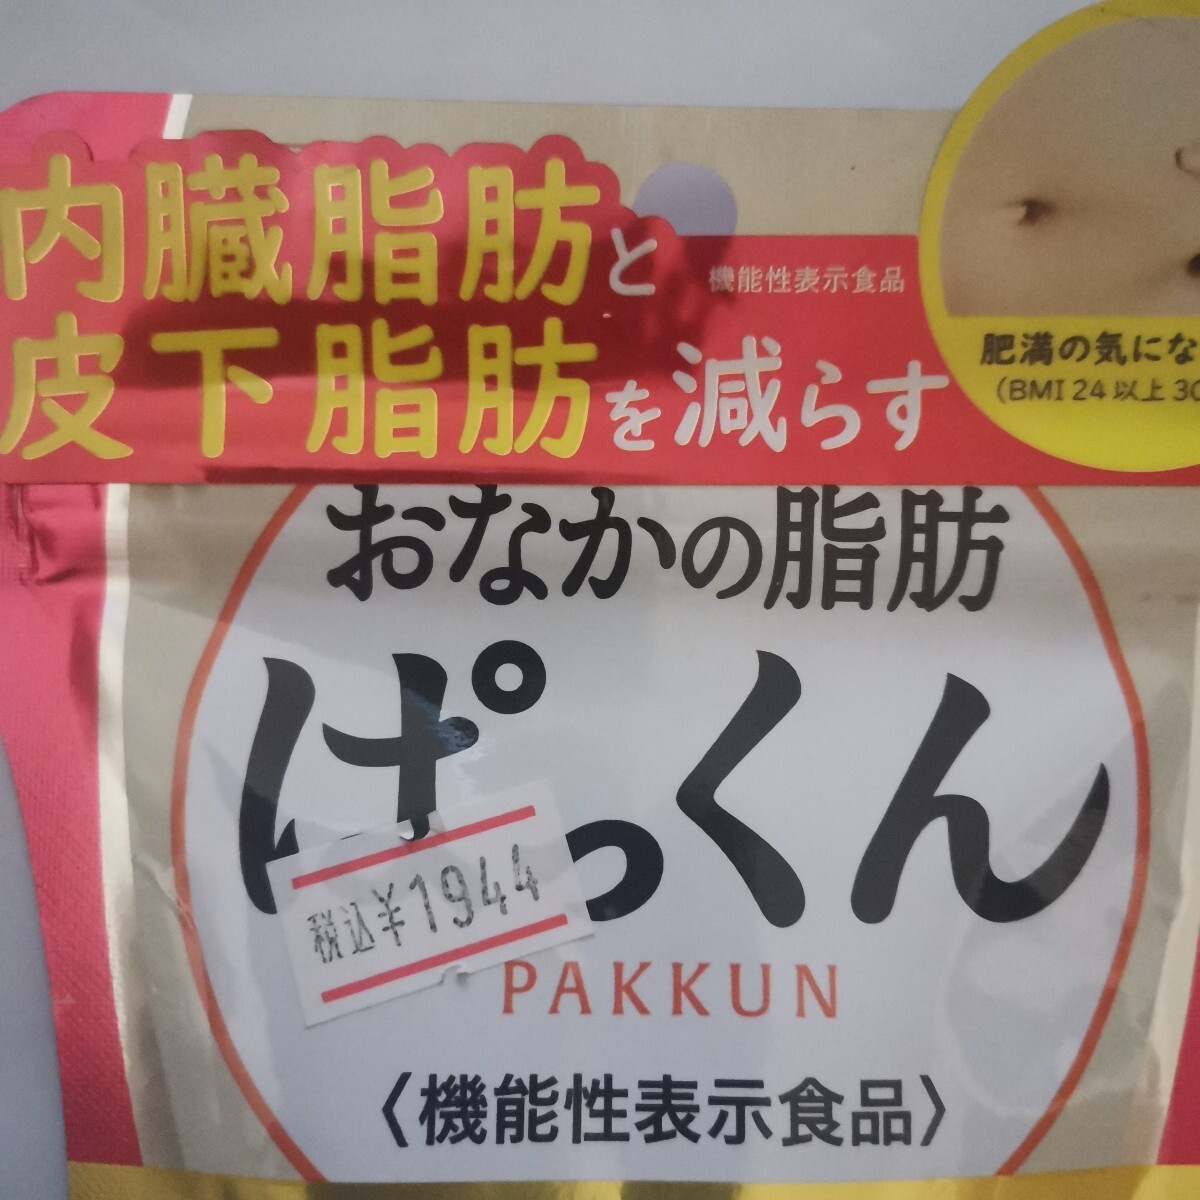 内臓脂肪と
皮下脂肪を減らす
機能性表示食品
肥満の気にな
(BMI 24以上 30
おなかの脂肪
ぱっくん
税込¥1944
PAKKUN
〈機能性表示食品〉